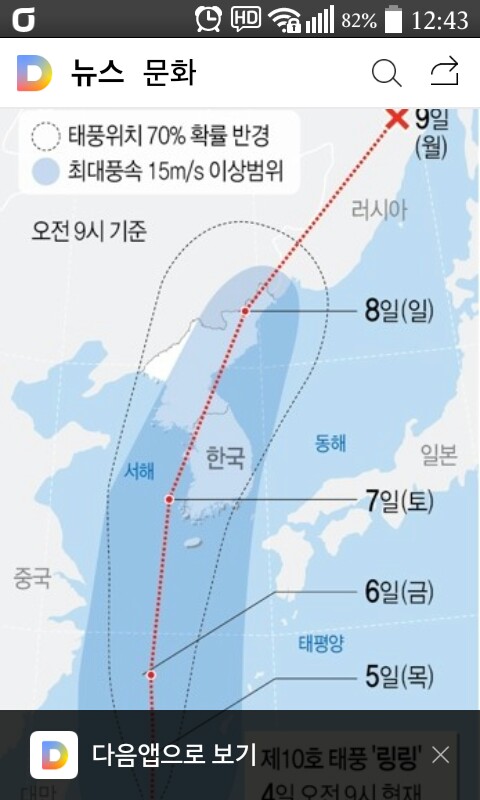 HD 82% 12:43
D 뉴스 문화
태풍위치 70% 확률 반경
최대풍속 15m/s 이상범위
오전 9시 기준
9일
(월)
러시아
8일(일)
동해
일본
한국
서해
7일(토)
중국
6일(금)
태평양
5일(목)
다음앱으로 보기
제10호 태풍 '링링'
4일 오전 9시 현재
대만